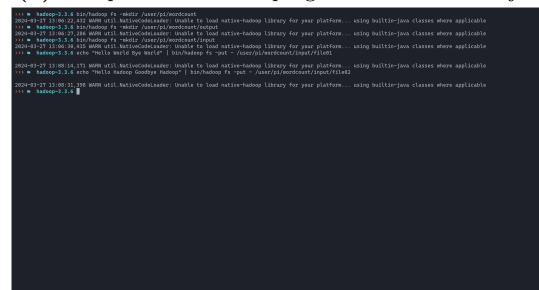 ››› ~ hadoop-3.3.6 bin/hadoop fs -mkdir /user/pi/wordcount
2024-03-27 13:06:22,432 WARN util.NativeCodeLoader: Unable to load native-hadoop library for your platform... using builtin-java classes where applicable
››› ~ hadoop-3.3.6 bin/hadoop fs -mkdir /user/pi/wordcount/output
2024-03-27 13:06:27,286 WARN util.NativeCodeLoader: Unable to load native-hadoop library for your platform... using builtin-java classes where applicable
››› ~ hadoop-3.3.6 bin/hadoop fs -mkdir /user/pi/wordcount/input
2024-03-27 13:06:30,935 WARN util.NativeCodeLoader: Unable to load native-hadoop library for your platform... using builtin-java classes where applicable
››› ~ hadoop-3.3.6 echo "Hello World Bye World" | bin/hadoop fs -put - /user/pi/wordcount/input/file01
2024-03-27 13:08:14,171 WARN util.NativeCodeLoader: Unable to load native-hadoop library for your platform... using builtin-java classes where applicable
››› ~ hadoop-3.3.6 echo "Hello Hadoop Goodbye Hadoop" | bin/hadoop fs -put - /user/pi/wordcount/input/file02
2024-03-27 13:08:31,398 WARN util.NativeCodeLoader: Unable to load native-hadoop library for your platform... using builtin-java classes where applicable
››› ~ hadoop-3.3.6